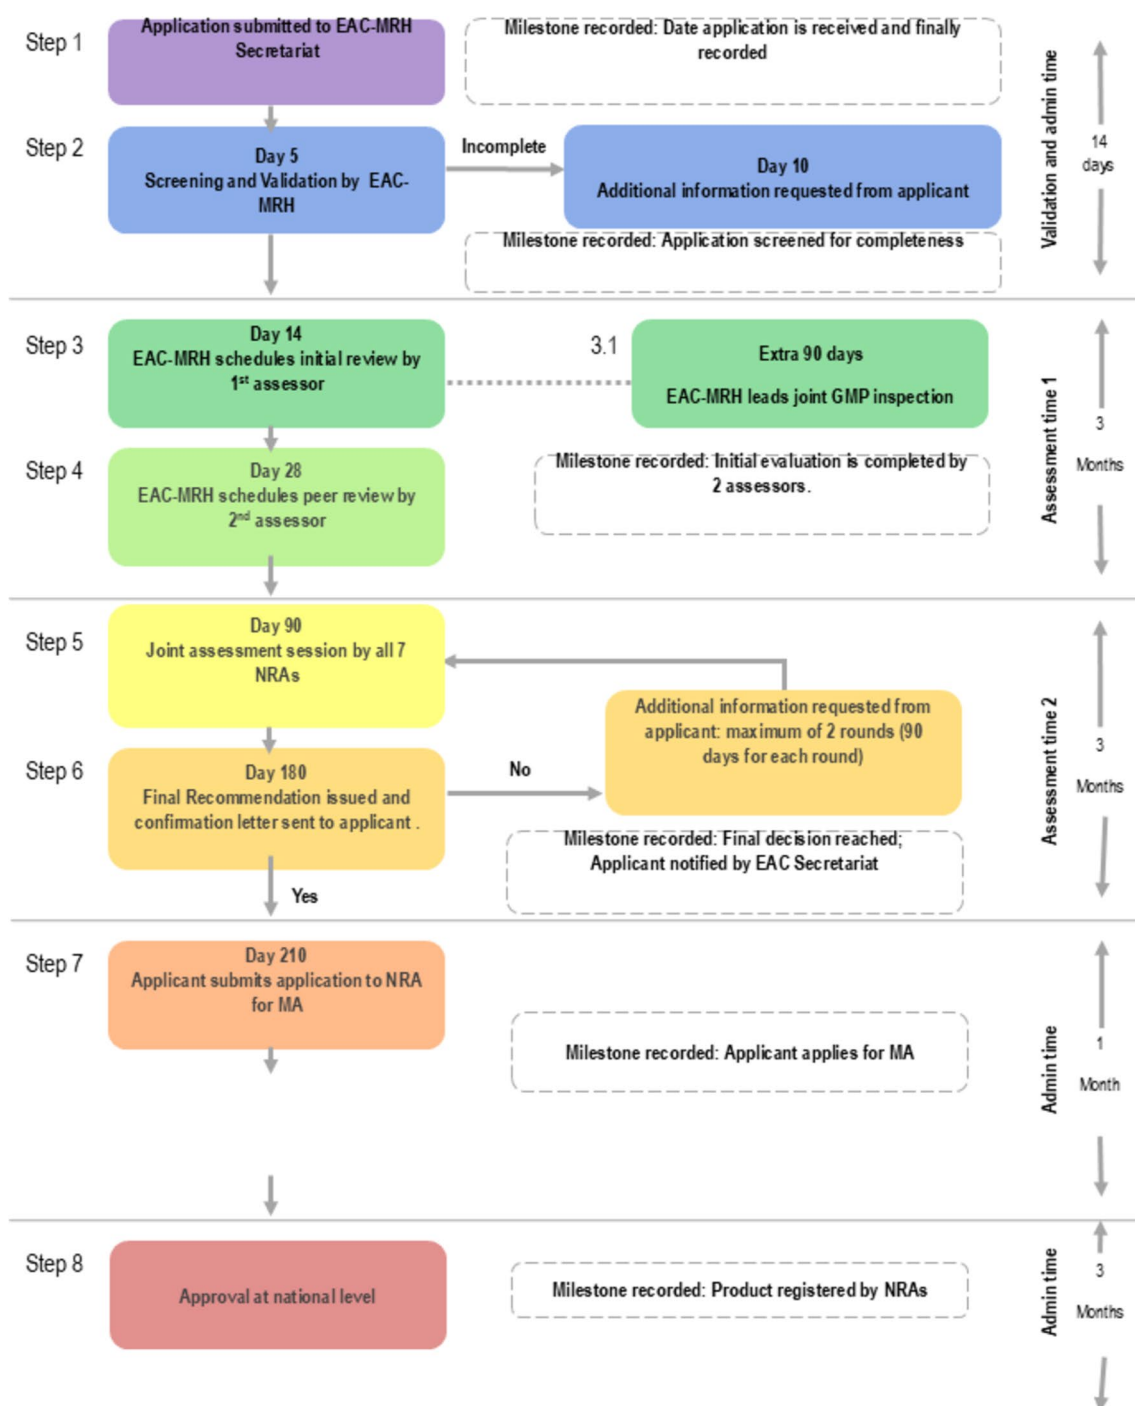 Step 1
Application submitted to EAC-MRH
Secretariat
Milestone recorded: Date application is received and finally
recorded
Step 2
Day 5
Screening and Validation by EAC-
MRH
Incomplete
Day 10
Additional information requested from applicant
Milestone recorded: Application screened for completeness
Validation and admin time
14
days
Step 3
Day 14
EAC-MRH schedules initial review by
1st assessor
3.1
Extra 90 days
EAC-MRH leads joint GMP inspection
Step 4
Day 28
EAC-MRH schedules peer review by
2nd assessor
Milestone recorded: Initial evaluation is completed by
2 assessors.
Assessment time 1
3
Months
Step 5
Day 90
Joint assessment session by all 7
NRAs
Additional information requested from
applicant: maximum of 2 rounds (90
days for each round)
Step 6
Day 180
Final Recommendation issued and
confirmation letter sent to applicant .
No
Milestone recorded: Final decision reached;
Applicant notified by EAC Secretariat
Yes
Assessment time 2
3
Months
Step 7
Day 210
Applicant submits application to NRA
for MA
Milestone recorded: Applicant applies for MA
Admin time
1
Month
Step 8
Approval at national level
Milestone recorded: Product registered by NRAs
Admin time
3
Months